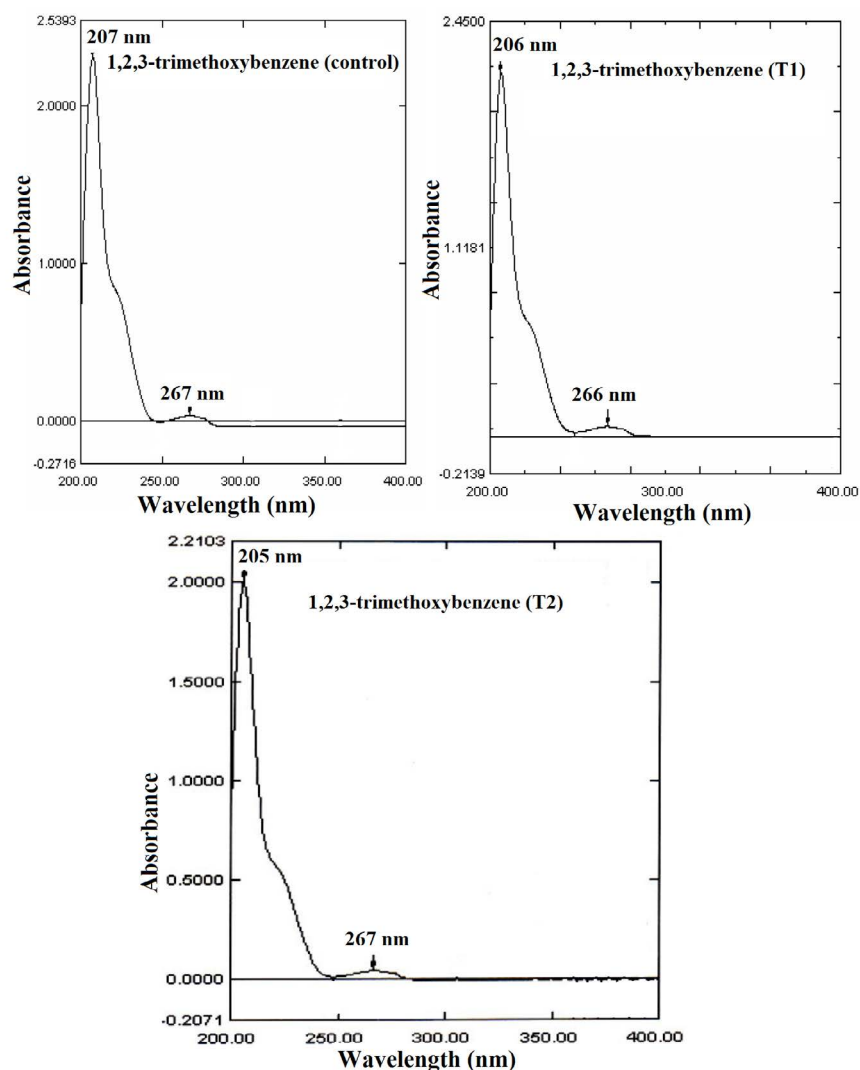 2.5393
207 nm
1,2,3-trimethoxybenzene (control)
2.0000
1.0000
267 nm
0.0000
-0.2716
200.00 250.00 300.00 350.00 400.00
Absorbance
Wavelength (nm)
2.4500
206 nm
1,2,3-trimethoxybenzene (T1)
1.1181
266 nm
-0.2139
200.00 300.00 400.00
Absorbance
Wavelength (nm)
2.2103
205 nm
2.0000
1,2,3-trimethoxybenzene (T2)
1.5000
1.0000
0.5000
267 nm
0.0000
-0.2071
200.00 250.00 300.00 350.00 400.00
Absorbance
Wavelength (nm)